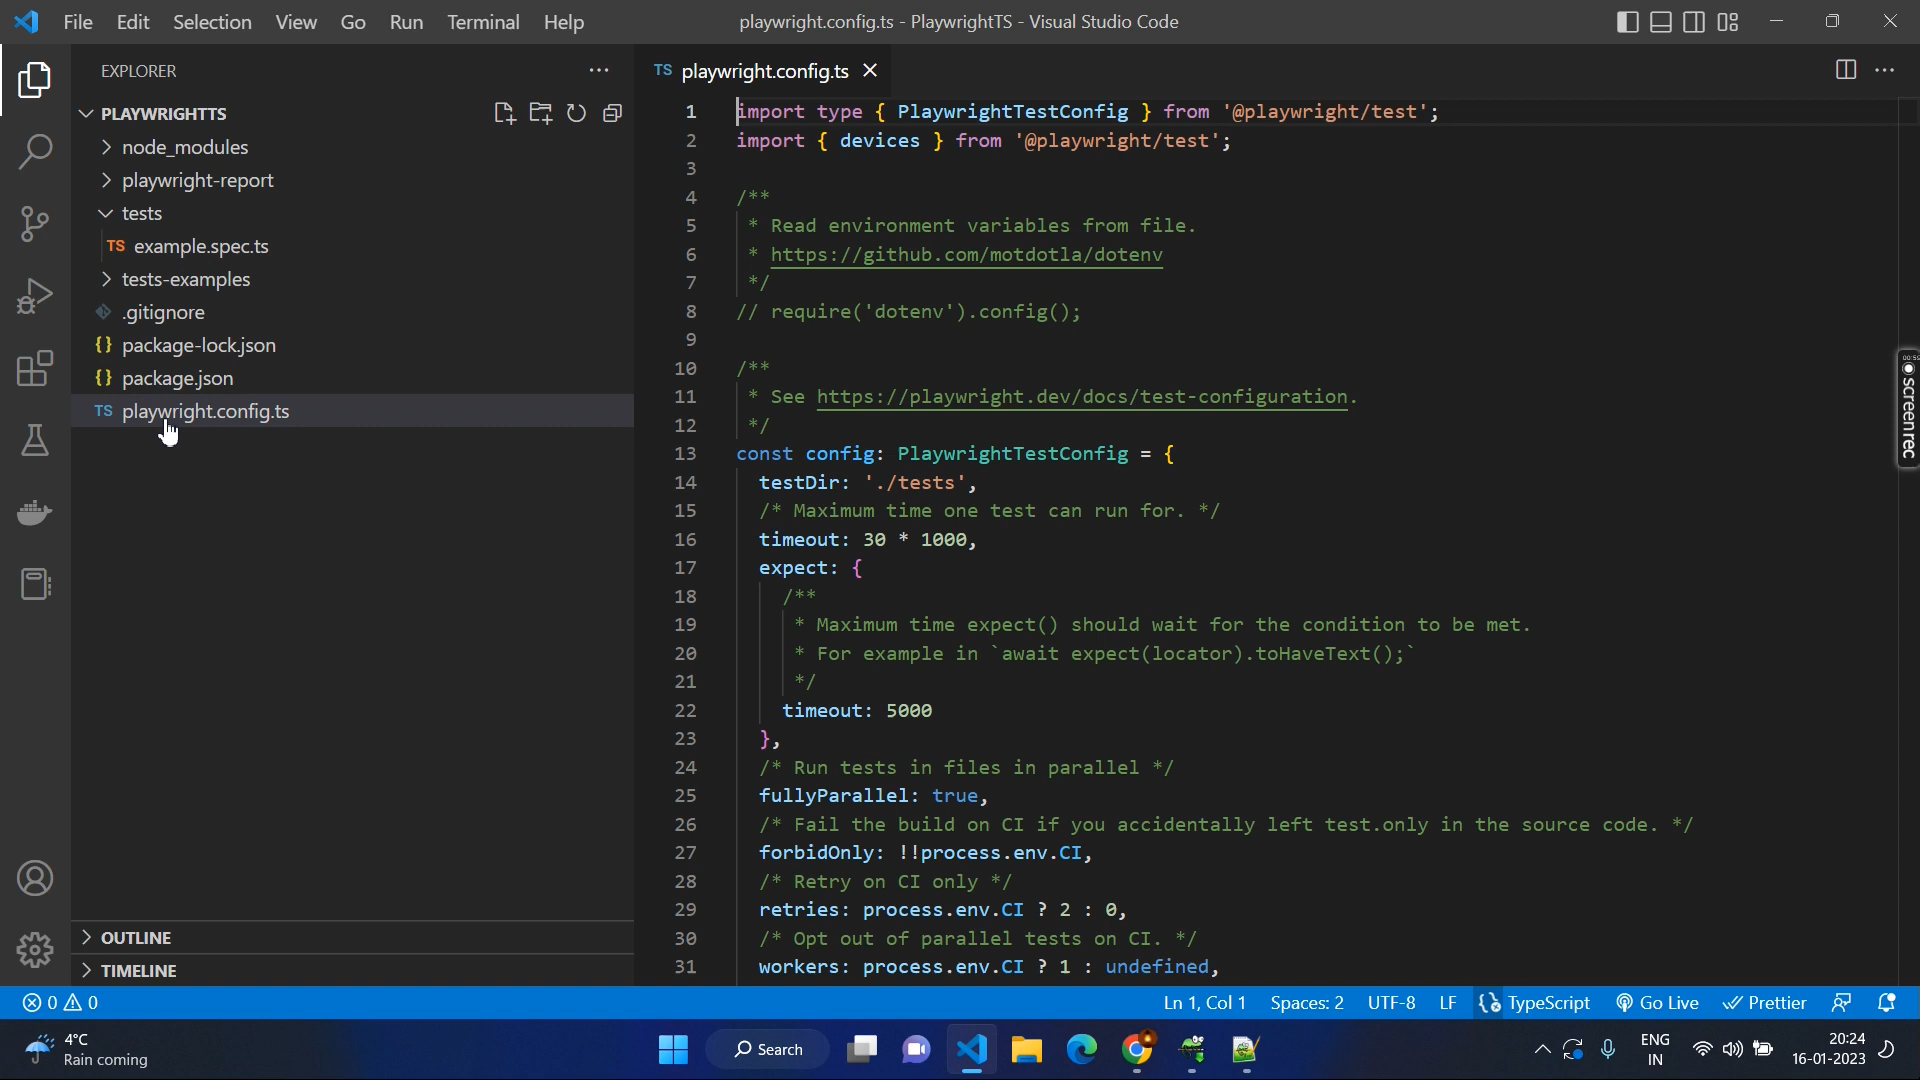 File Edit Selection View Go Run Terminal Help
playwright.config.ts - PlaywrightTS - Visual Studio Code
EXPLORER
PLAYWRIGHTTS
node_modules
playwright-report
tests
TS example.spec.ts
tests-examples
.gitignore
{} package-lock.json
{} package.json
TS playwright.config.ts
OUTLINE
TIMELINE
TS playwright.config.ts
1 import type { PlaywrightTestConfig } from '@playwright/test';
2 import { devices } from '@playwright/test';
3
4 /**
5 * Read environment variables from file.
6 * https://github.com/motdotla/dotenv
7 */
8 // require('dotenv').config();
9
10 /**
11 * See https://playwright.dev/docs/test-configuration.
12 */
13 const config: PlaywrightTestConfig = {
14 testDir: './tests',
15 /* Maximum time one test can run for. */
16 timeout: 30 * 1000,
17 expect: {
18 /**
19 * Maximum time expect() should wait for the condition to be met.
20 * For example in `await expect(locator).toHaveText();`
21 */
22 timeout: 5000
23 },
24 /* Run tests in files in parallel */
25 fullyParallel: true,
26 /* Fail the build on CI if you accidentally left test.only in the source code. */
27 forbidOnly: !!process.env.CI,
28 /* Retry on CI only */
29 retries: process.env.CI ? 2 : 0,
30 /* Opt out of parallel tests on CI. */
31 workers: process.env.CI ? 1 : undefined,
screenrec
0 0 Ln 1, Col 1 Spaces: 2 UTF-8 LF {} TypeScript Go Live Prettier
4°C
Rain coming
Search
ENG
IN
20:24
16-01-2023